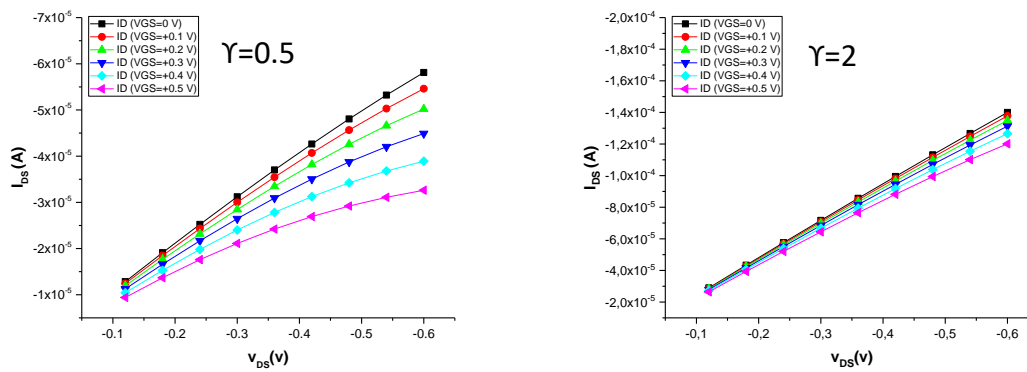 -7x10⁻⁵
-6x10⁻⁵
-5x10⁻⁵
-4x10⁻⁵
-3x10⁻⁵
-2x10⁻⁵
-1x10⁻⁵
I_DS(A)
ID (VGS=0 V)
ID (VGS=+0.1 V)
ID (VGS=+0.2 V)
ID (VGS=+0.3 V)
ID (VGS=+0.4 V)
ID (VGS=+0.5 V)
ϒ=0.5
-0.1 -0.2 -0.3 -0.4 -0.5 -0.6
v_DS(v)
-2,0x10⁻⁴
-1,8x10⁻⁴
-1,6x10⁻⁴
-1,4x10⁻⁴
-1,2x10⁻⁴
-1,0x10⁻⁴
-8,0x10⁻⁵
-6,0x10⁻⁵
-4,0x10⁻⁵
-2,0x10⁻⁵
I_DS(A)
ID (VGS=0 V)
ID (VGS=+0.1 V)
ID (VGS=+0.2 V)
ID (VGS=+0.3 V)
ID (VGS=+0.4 V)
ID (VGS=+0.5 V)
ϒ=2
-0,1 -0,2 -0,3 -0,4 -0,5 -0,6
v_DS(v)